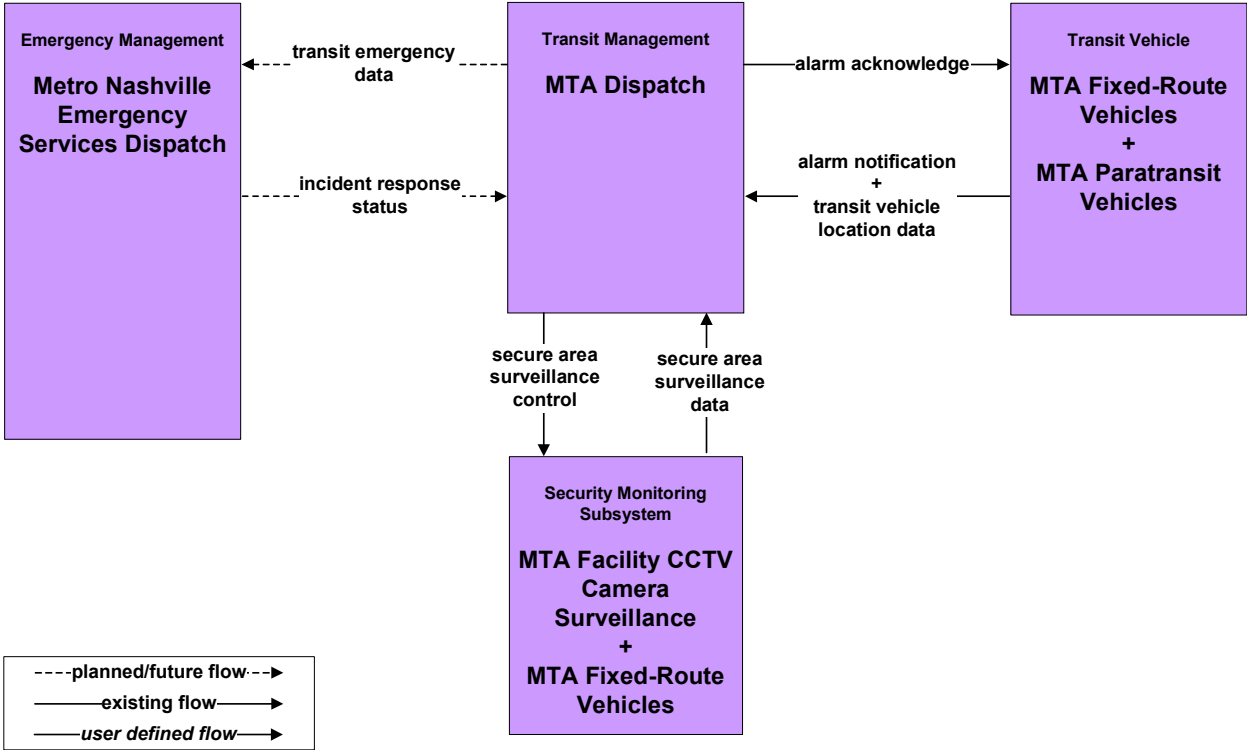 Emergency Management
Metro Nashville
Emergency
Services Dispatch
transit emergency
data
incident response
status
Transit Management
MTA Dispatch
alarm acknowledge
alarm notification
+
transit vehicle
location data
Transit Vehicle
MTA Fixed-Route
Vehicles
+
MTA Paratransit
Vehicles
secure area
surveillance
control
secure area
surveillance
data
Security Monitoring
Subsystem
MTA Facility CCTV
Camera
Surveillance
+
MTA Fixed-Route
Vehicles
planned/future flow
existing flow
user defined flow